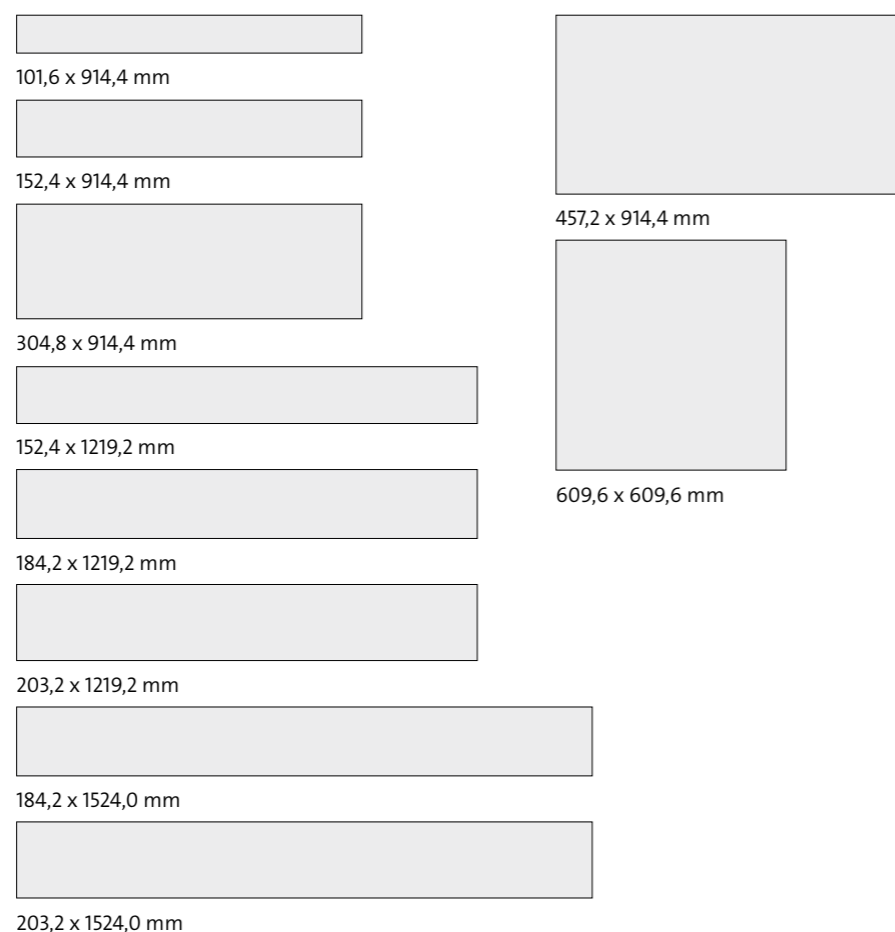 101,6 x 914,4 mm
152,4 x 914,4 mm
304,8 x 914,4 mm
152,4 x 1219,2 mm
184,2 x 1219,2 mm
203,2 x 1219,2 mm
184,2 x 1524,0 mm
203,2 x 1524,0 mm
457,2 x 914,4 mm
609,6 x 609,6 mm